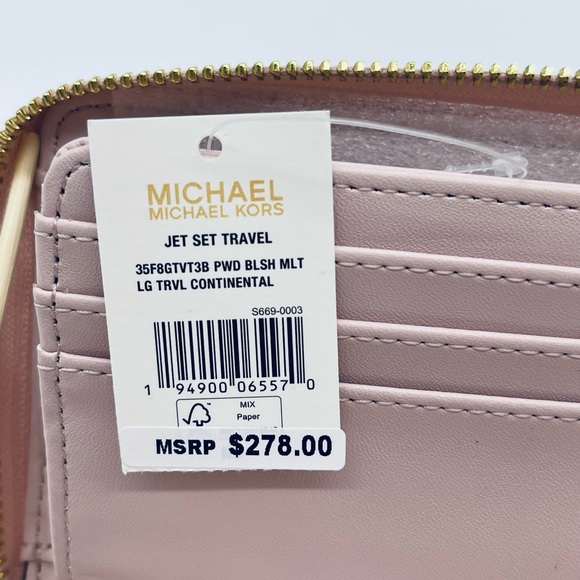 MICHAEL
MICHAEL KORS
JET SET TRAVEL
35F8GTVT3B PWD BLSH MLT
LG TRVL CONTINENTAL
S669-0003
1 94900 06557 0
MIX
Paper
MSRP $278.00